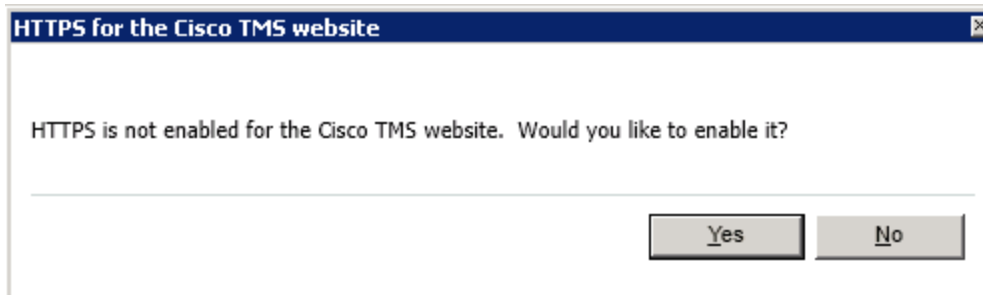 HTTPS for the Cisco TMS website
HTTPS is not enabled for the Cisco TMS website.  Would you like to enable it?
Yes
No